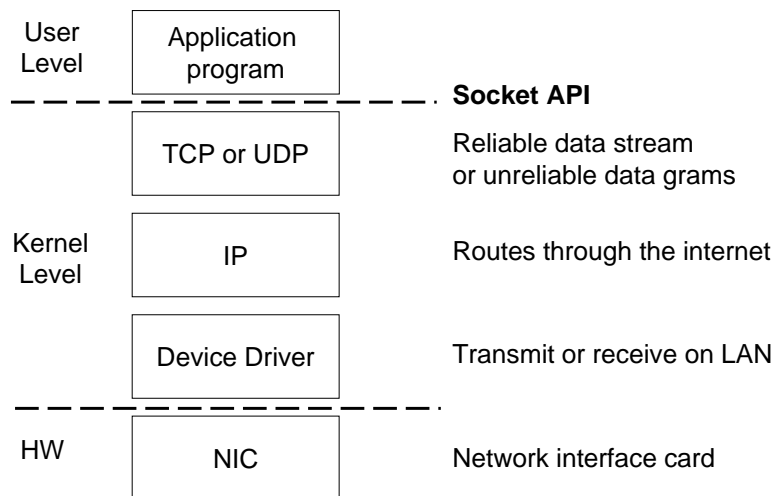 User
Level
Application
program
Socket API
TCP or UDP
Reliable data stream
or unreliable data grams
Kernel
Level
IP
Routes through the internet
Device Driver
Transmit or receive on LAN
HW
NIC
Network interface card